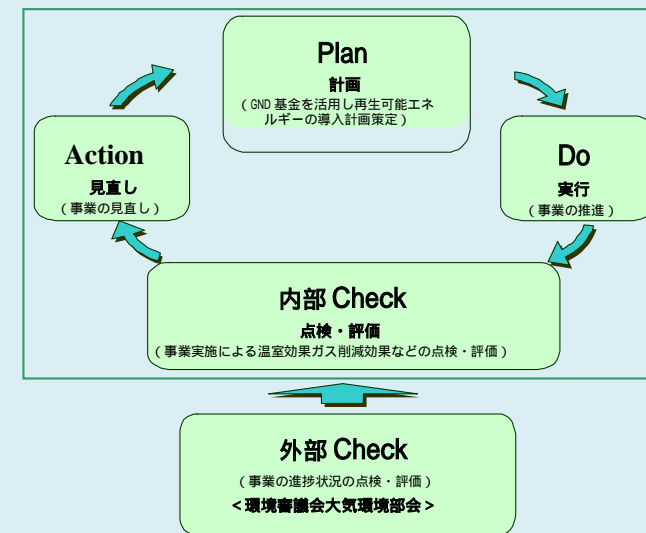 Plan
計画
(GND基金を活用し再生可能エネ
ルギーの導入計画策定)
Action
見直し
(事業の見直し)
Do
実行
(事業の推進)
内部 Check
点検・評価
(事業実施による温室効果ガス削減効果などの点検・評価)
外部 Check
(事業の進捗状況の点検・評価)
<環境審議会大気環境部会>